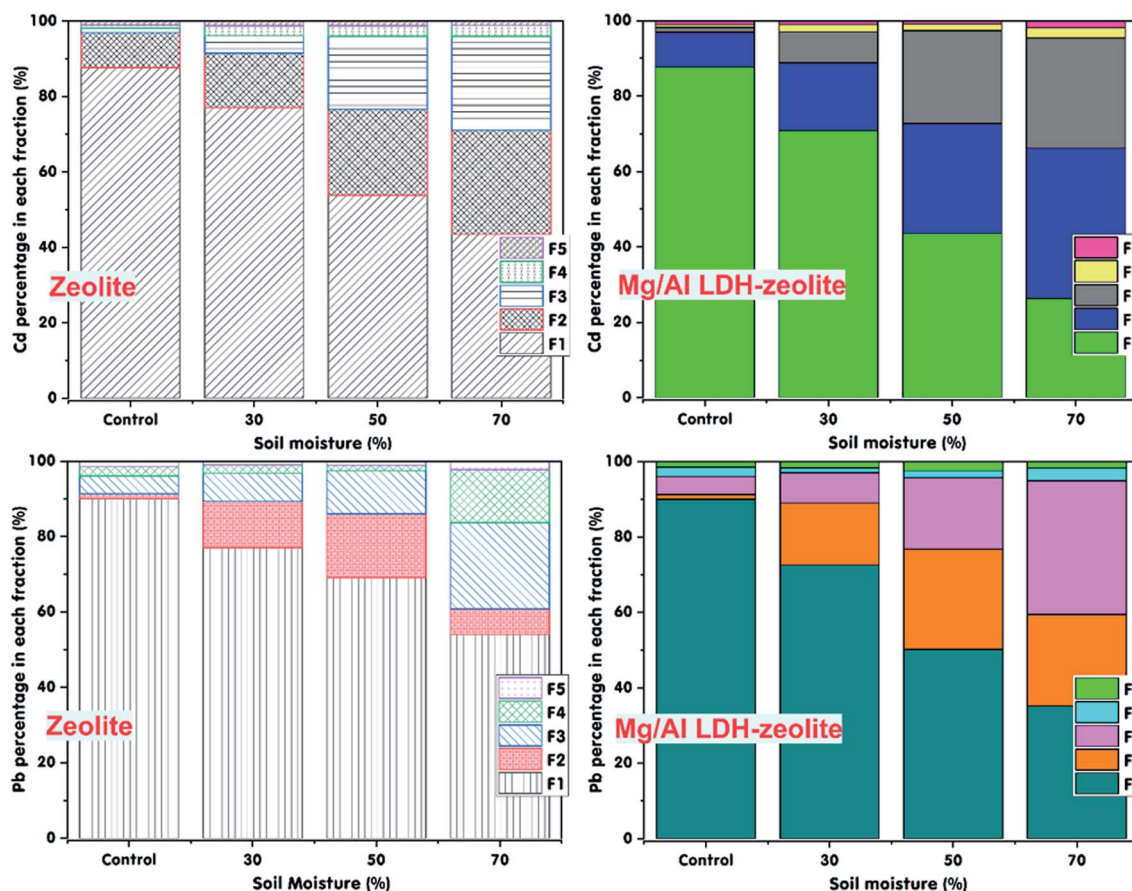 Cd percentage in each fraction (%)
100
80
60
40
20
0
Zeolite
F5
F4
F3
F2
F1
Control
30
50
70
Soil moisture (%)
Cd percentage in each fraction (%)
100
80
60
40
20
0
Mg/Al LDH-zeolite
F
F
F
F
F
Control
30
50
70
Soil moisture (%)
Pb percentage in each fraction (%)
100
80
60
40
20
0
Zeolite
F5
F4
F3
F2
F1
Control
30
50
70
Soil Moisture (%)
Pb percentage in each fraction (%)
100
80
60
40
20
0
Mg/Al LDH-zeolite
F
F
F
F
F
Control
30
50
70
Soil moisture (%)